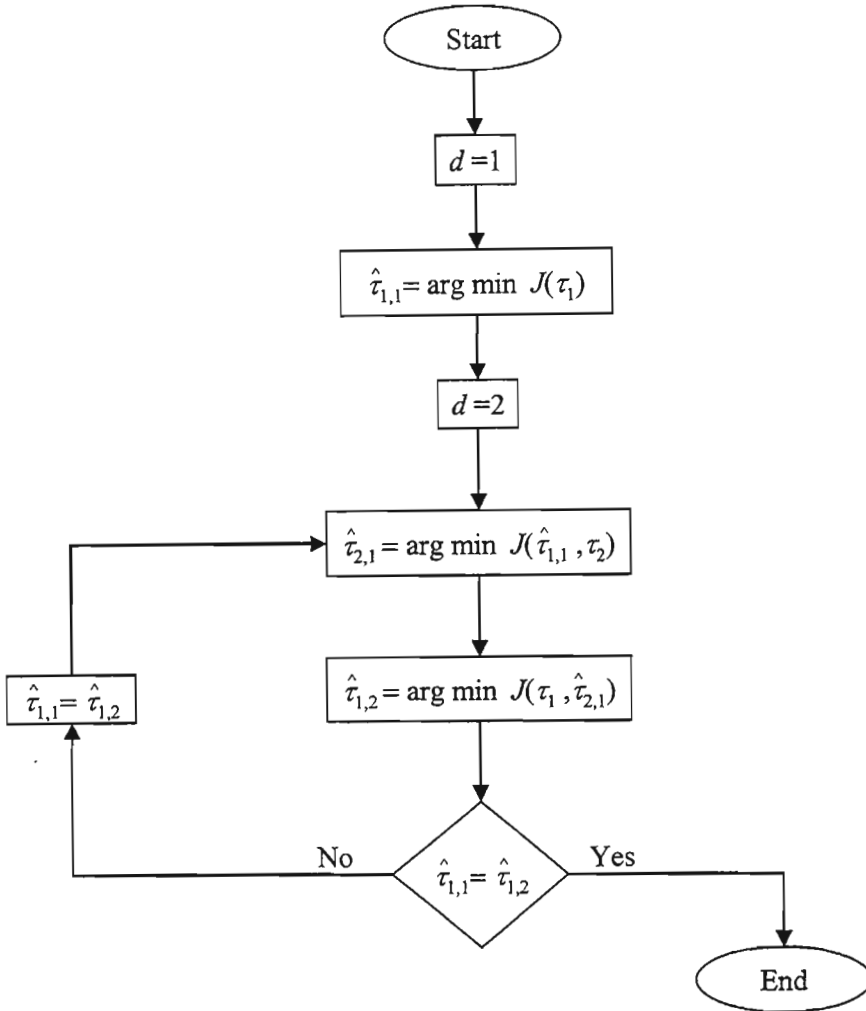 Start
d = 1
τ̂₁,₁ = arg min J(τ₁)
d = 2
τ̂₂,₁ = arg min J(τ̂₁,₁ , τ₂)
τ̂₁,₁ = τ̂₁,₂
τ̂₁,₂ = arg min J(τ₁ , τ̂₂,₁)
No
Yes
τ̂₁,₁ = τ̂₁,₂
End